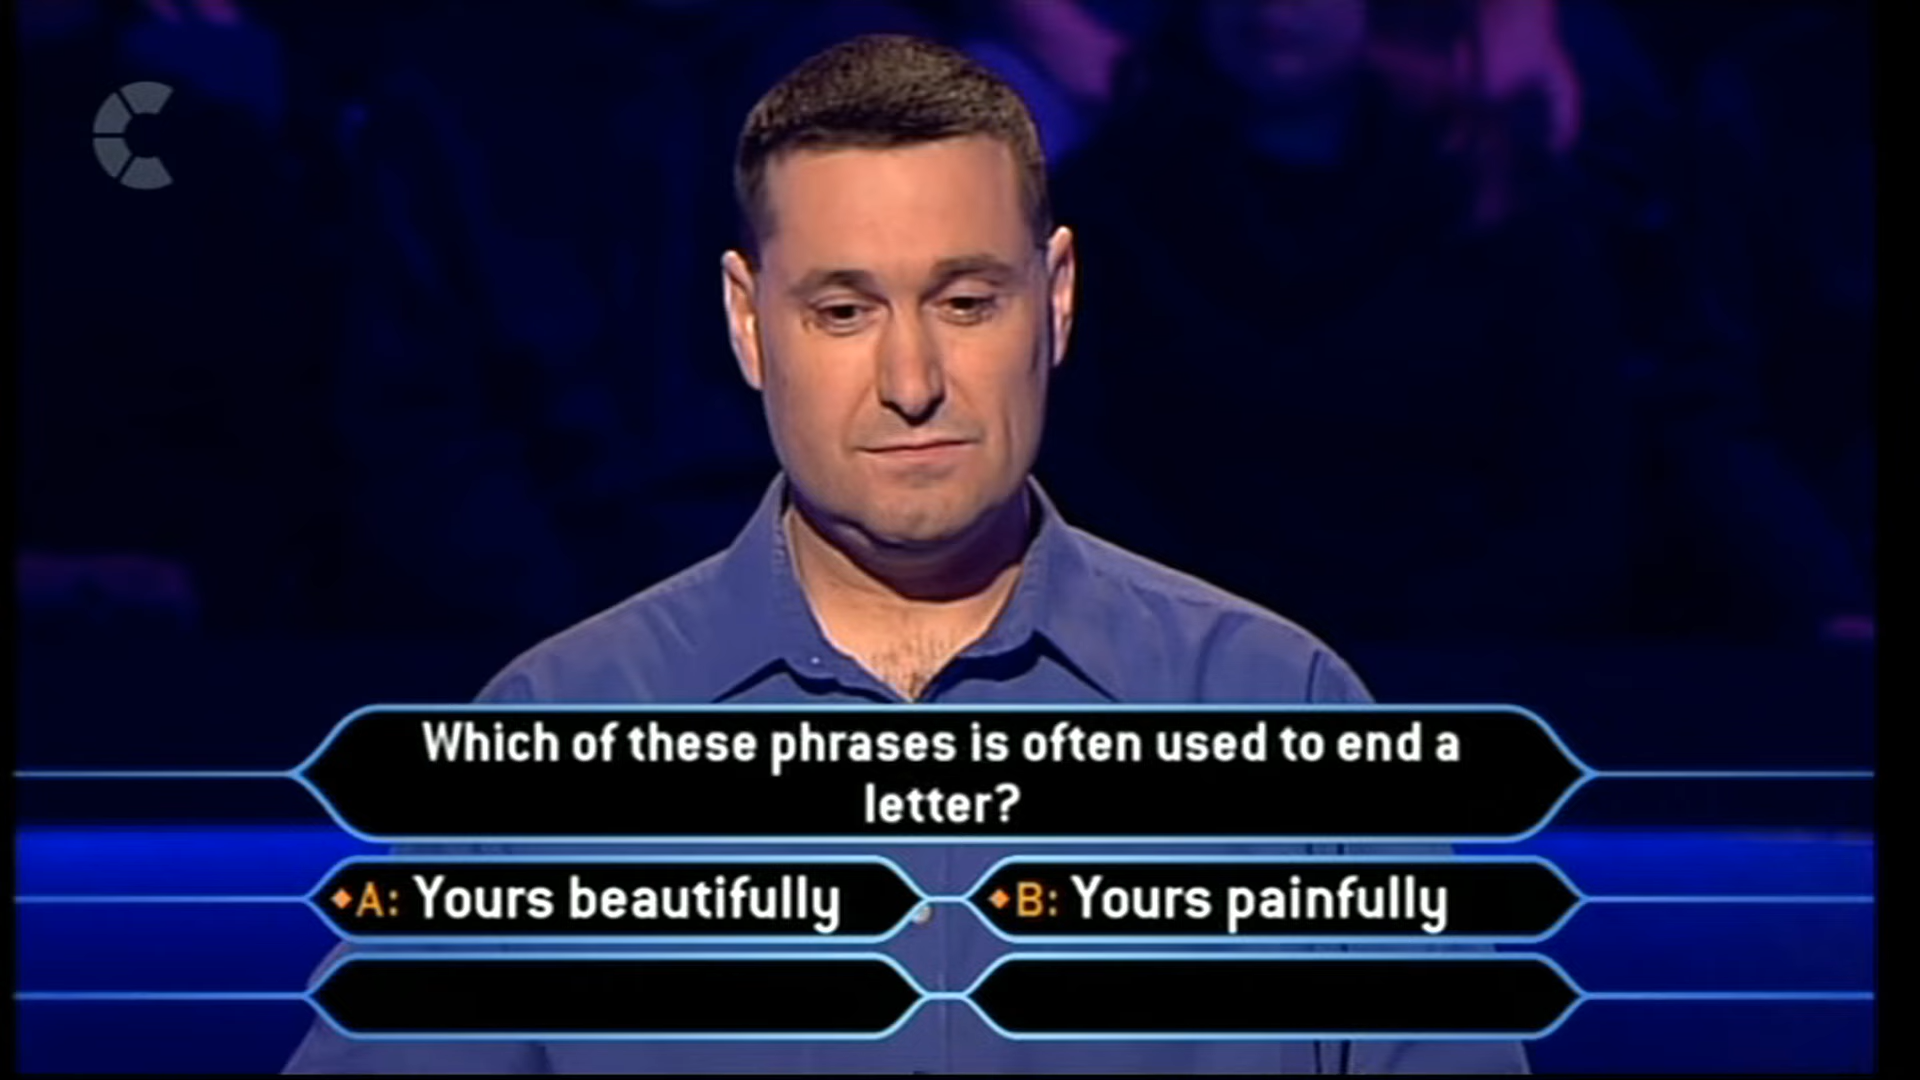 Which of these phrases is often used to end a
letter?
A: Yours beautifully
B: Yours painfully